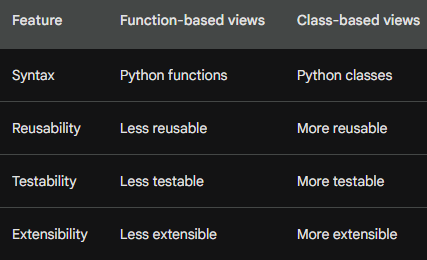 Feature Function-based views Class-based views
Syntax Python functions Python classes
Reusability Less reusable More reusable
Testability Less testable More testable
Extensibility Less extensible More extensible